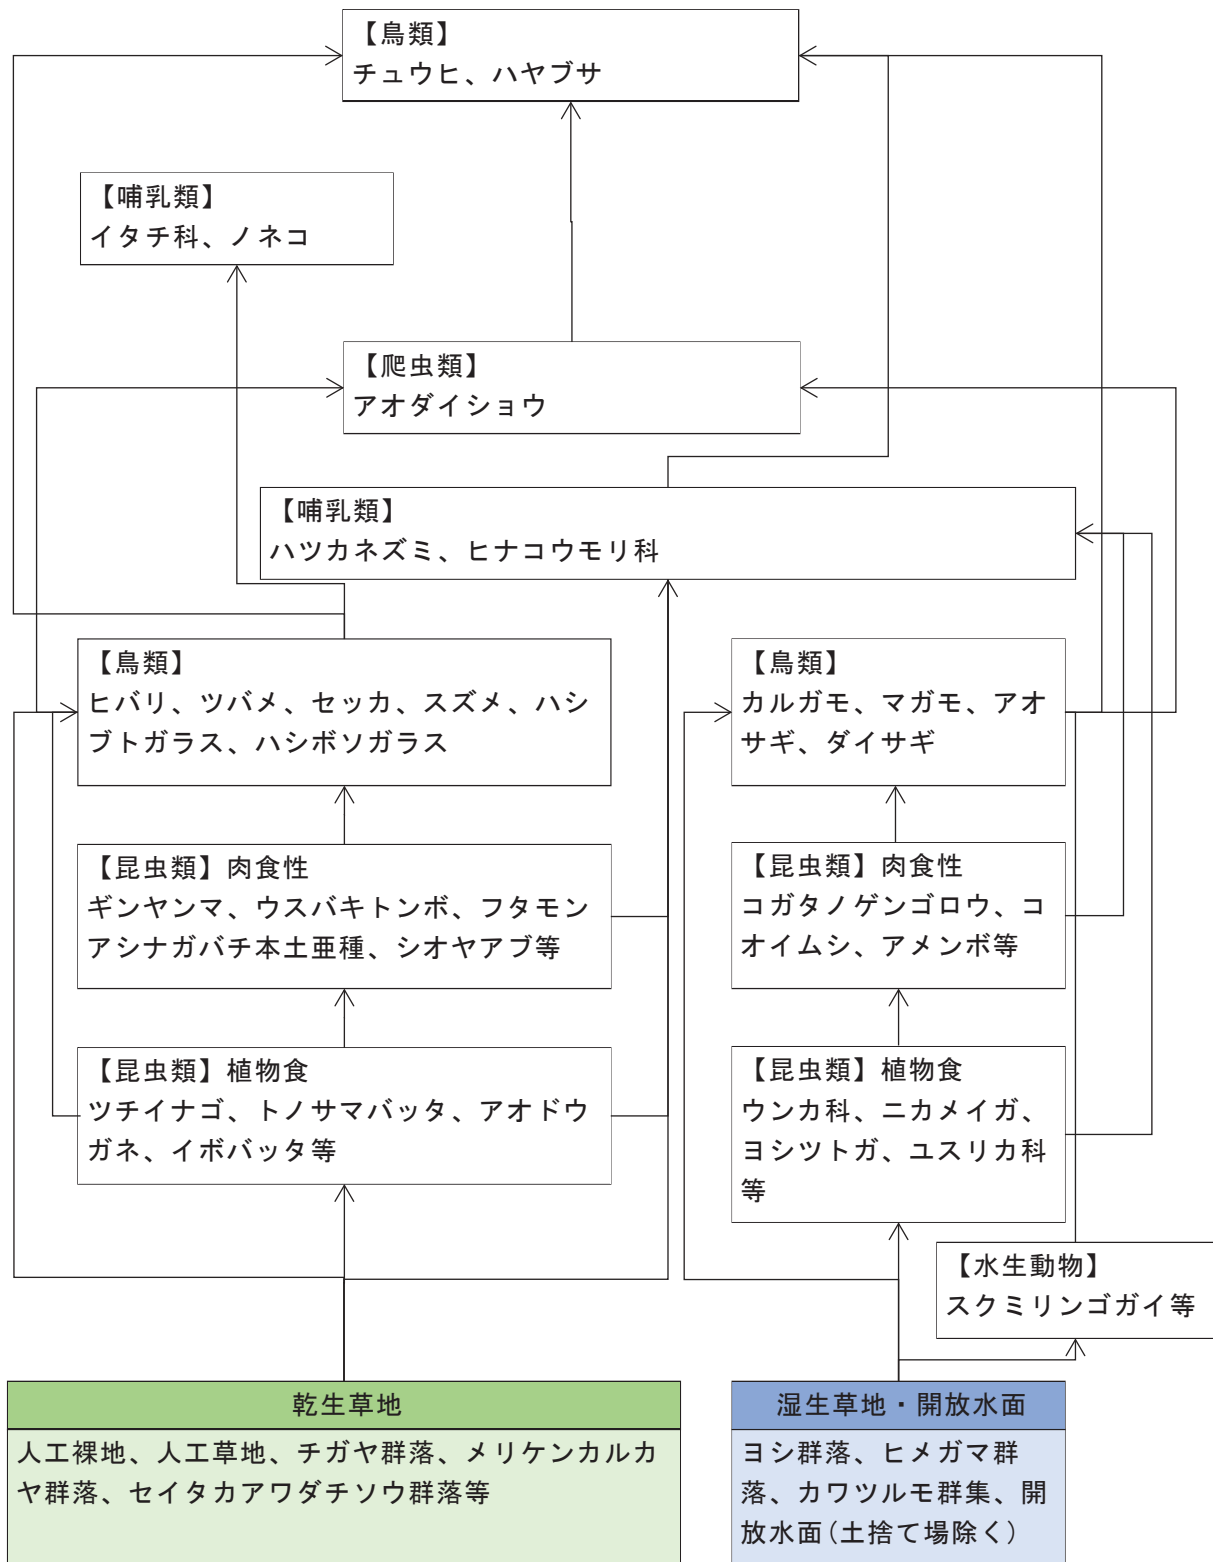 【鳥類】
チュウヒ、ハヤブサ
【哺乳類】
イタチ科、ノネコ
【爬虫類】
アオダイショウ
【哺乳類】
ハツカネズミ、ヒナコウモリ科
【鳥類】
ヒバリ、ツバメ、セッカ、スズメ、ハシ
ブトガラス、ハシボソガラス
【鳥類】
カルガモ、マガモ、アオ
サギ、ダイサギ
【昆虫類】肉食性
ギンヤンマ、ウスバキトンボ、フタモン
アシナガバチ本土亜種、シオヤアブ等
【昆虫類】肉食性
コガタノゲンゴロウ、コ
オイムシ、アメンボ等
【昆虫類】植物食
ツチイナゴ、トノサマバッタ、アオドウ
ガネ、イボバッタ等
【昆虫類】植物食
ウンカ科、ニカメイガ、
ヨシツトガ、ユスリカ科
等
【水生動物】
スクミリンゴガイ等
乾生草地
人工裸地、人工草地、チガヤ群落、メリケンカルカ
ヤ群落、セイタカアワダチソウ群落等
湿生草地・開放水面
ヨシ群落、ヒメガマ群
落、カワツルモ群集、開
放水面(土捨て場除く)